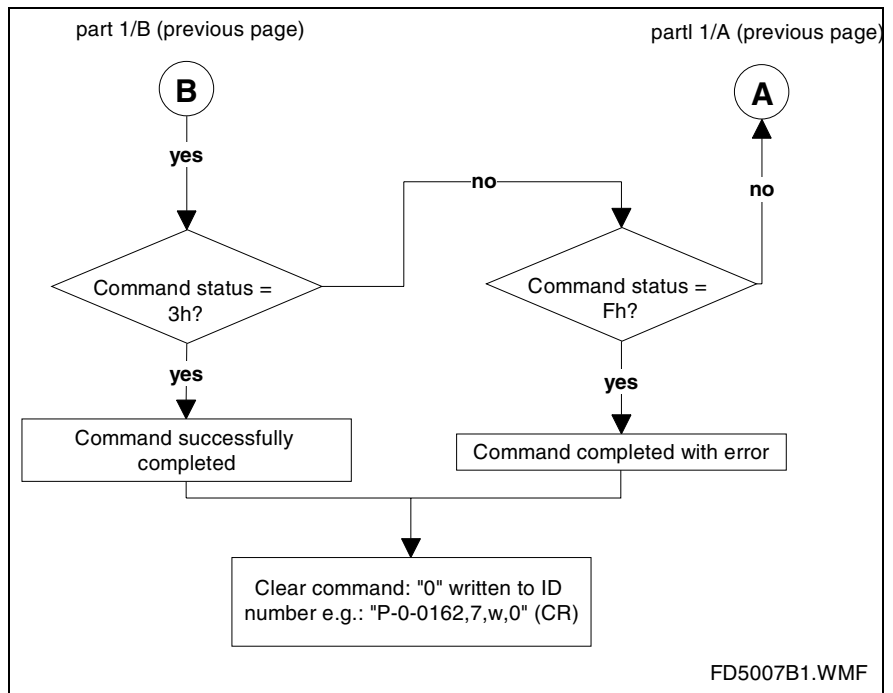 part 1/B (previous page)
partl 1/A (previous page)
B
A
yes
no
no
Command status =
3h?
Command status =
Fh?
yes
yes
Command successfully
completed
Command completed with error
Clear command: "0" written to ID
number e.g.: "P-0-0162,7,w,0" (CR)
FD5007B1.WMF